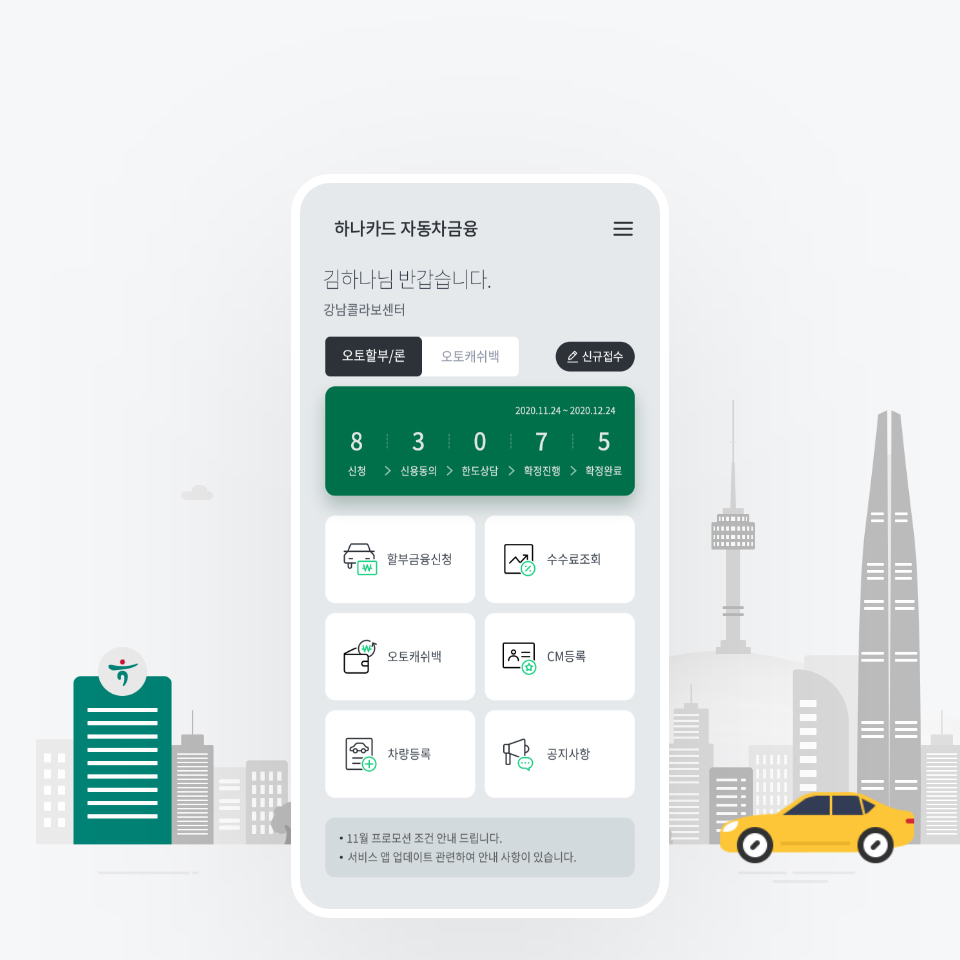 하나카드 자동차금융
김하나님 반갑습니다.
강남콜라보센터
오토할부/론 오토캐쉬백 신규접수
2020.11.24 ~ 2020.12.24
8 3 0 7 5
신청 > 신용동의 > 한도상담 > 확정진행 > 확정완료
할부금융신청 수수료조회
오토캐쉬백 CM등록
차량등록 공지사항
• 11월 프로모션 조건 안내 드립니다.
• 서비스 앱 업데이트 관련하여 안내 사항이 있습니다.